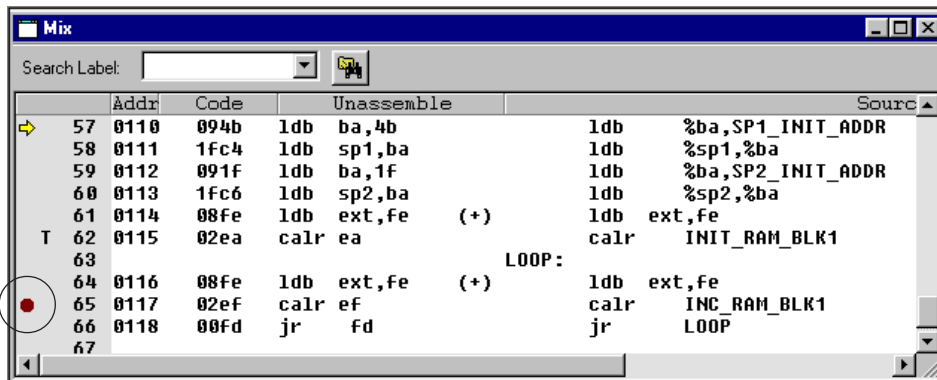 Mix
Search Label:
Addr Code Unassemble Sourc
57 0110 094b ldb ba,4b ldb %ba,SP1_INIT_ADDR
58 0111 1fc4 ldb sp1,ba ldb %sp1,%ba
59 0112 091f ldb ba,1f ldb %ba,SP2_INIT_ADDR
60 0113 1fc6 ldb sp2,ba ldb %sp2,%ba
61 0114 08fe ldb ext,fe (+) ldb ext,fe
T 62 0115 02ea calr ea calr INIT_RAM_BLK1
63 LOOP:
64 0116 08fe ldb ext,fe (+) ldb ext,fe
65 0117 02ef calr ef calr INC_RAM_BLK1
66 0118 00fd jr fd jr LOOP
67